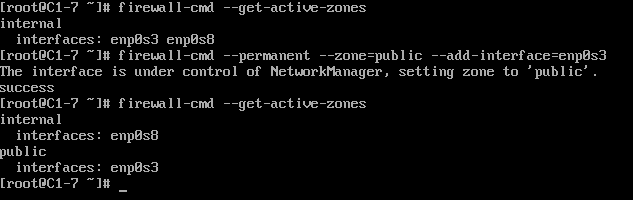 [root@C1-7 ~]# firewall-cmd --get-active-zones
internal
  interfaces: enp0s3 enp0s8
[root@C1-7 ~]# firewall-cmd --permanent --zone=public --add-interface=enp0s3
The interface is under control of NetworkManager, setting zone to 'public'.
success
[root@C1-7 ~]# firewall-cmd --get-active-zones
internal
  interfaces: enp0s8
public
  interfaces: enp0s3
[root@C1-7 ~]# _